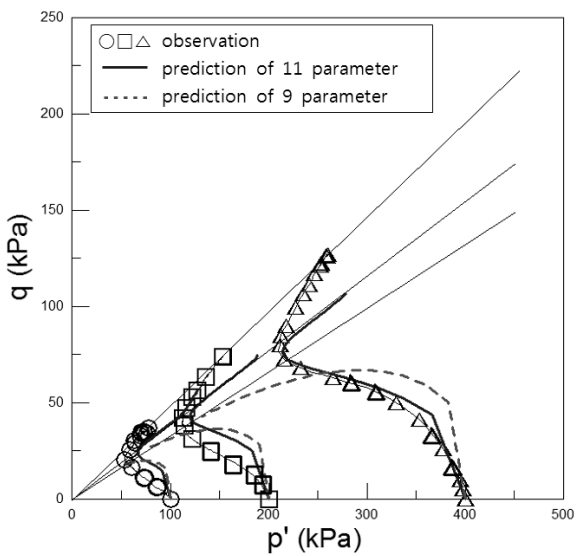 250
200
150
100
50
0
q (kPa)
observation
prediction of 11 parameter
prediction of 9 parameter
0 100 200 300 400 500
p' (kPa)